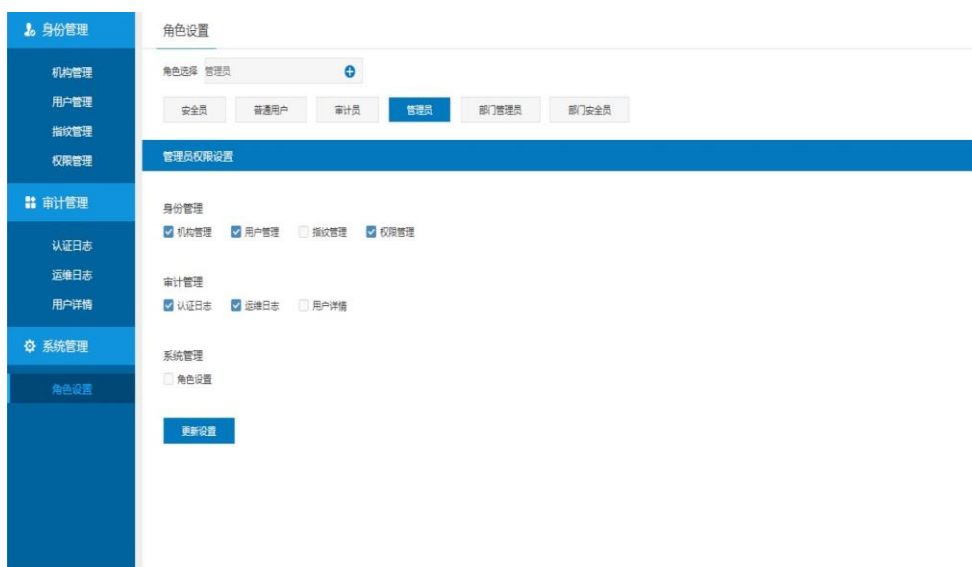 身份管理
机构管理
用户管理
指纹管理
权限管理
审计管理
认证日志
运维日志
用户详情
系统管理
角色设置
角色设置
角色选择 管理员
安全员 普通用户 审计员 管理员 部门管理员 部门安全员
管理员权限设置
身份管理
机构管理 用户管理 指纹管理 权限管理
审计管理
认证日志 运维日志 用户详情
系统管理
角色设置
更新设置